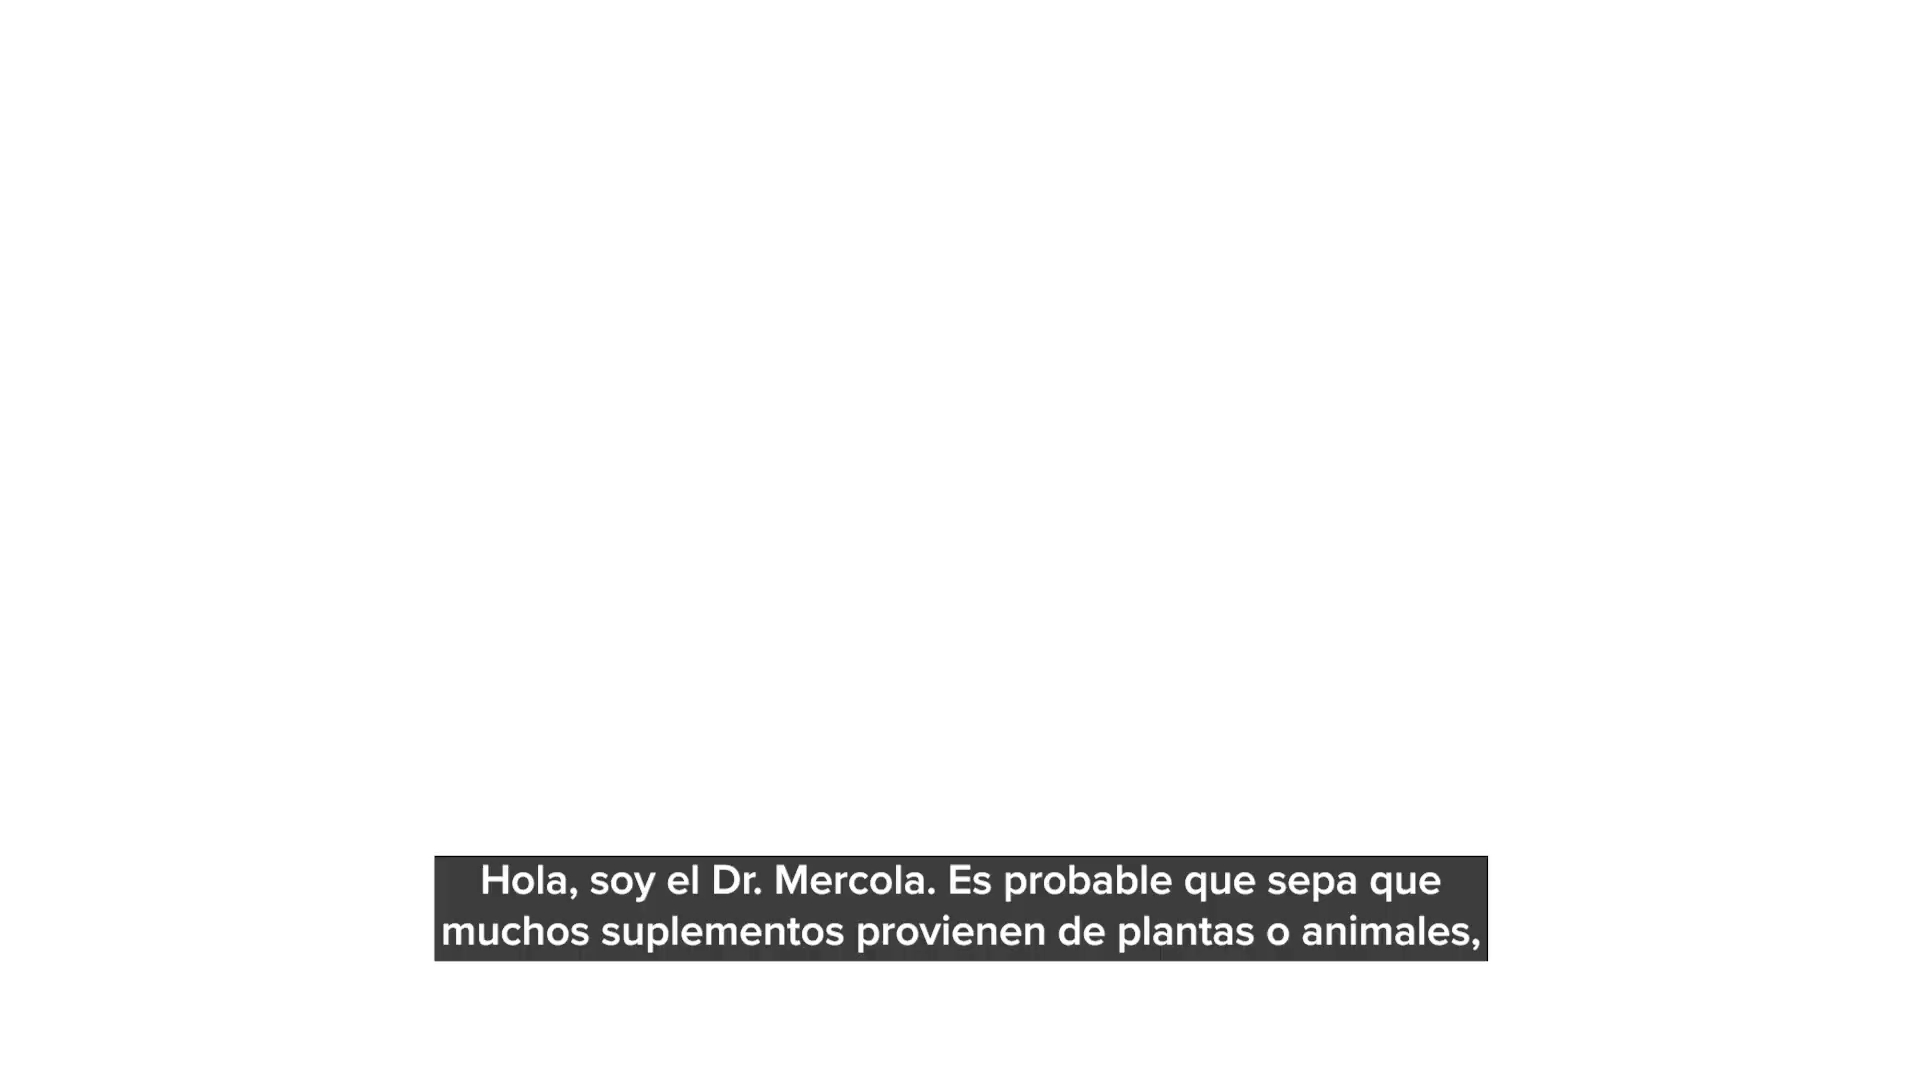 Hola, soy el Dr. Mercola. Es probable que sepa que
muchos suplementos provienen de plantas o animales,